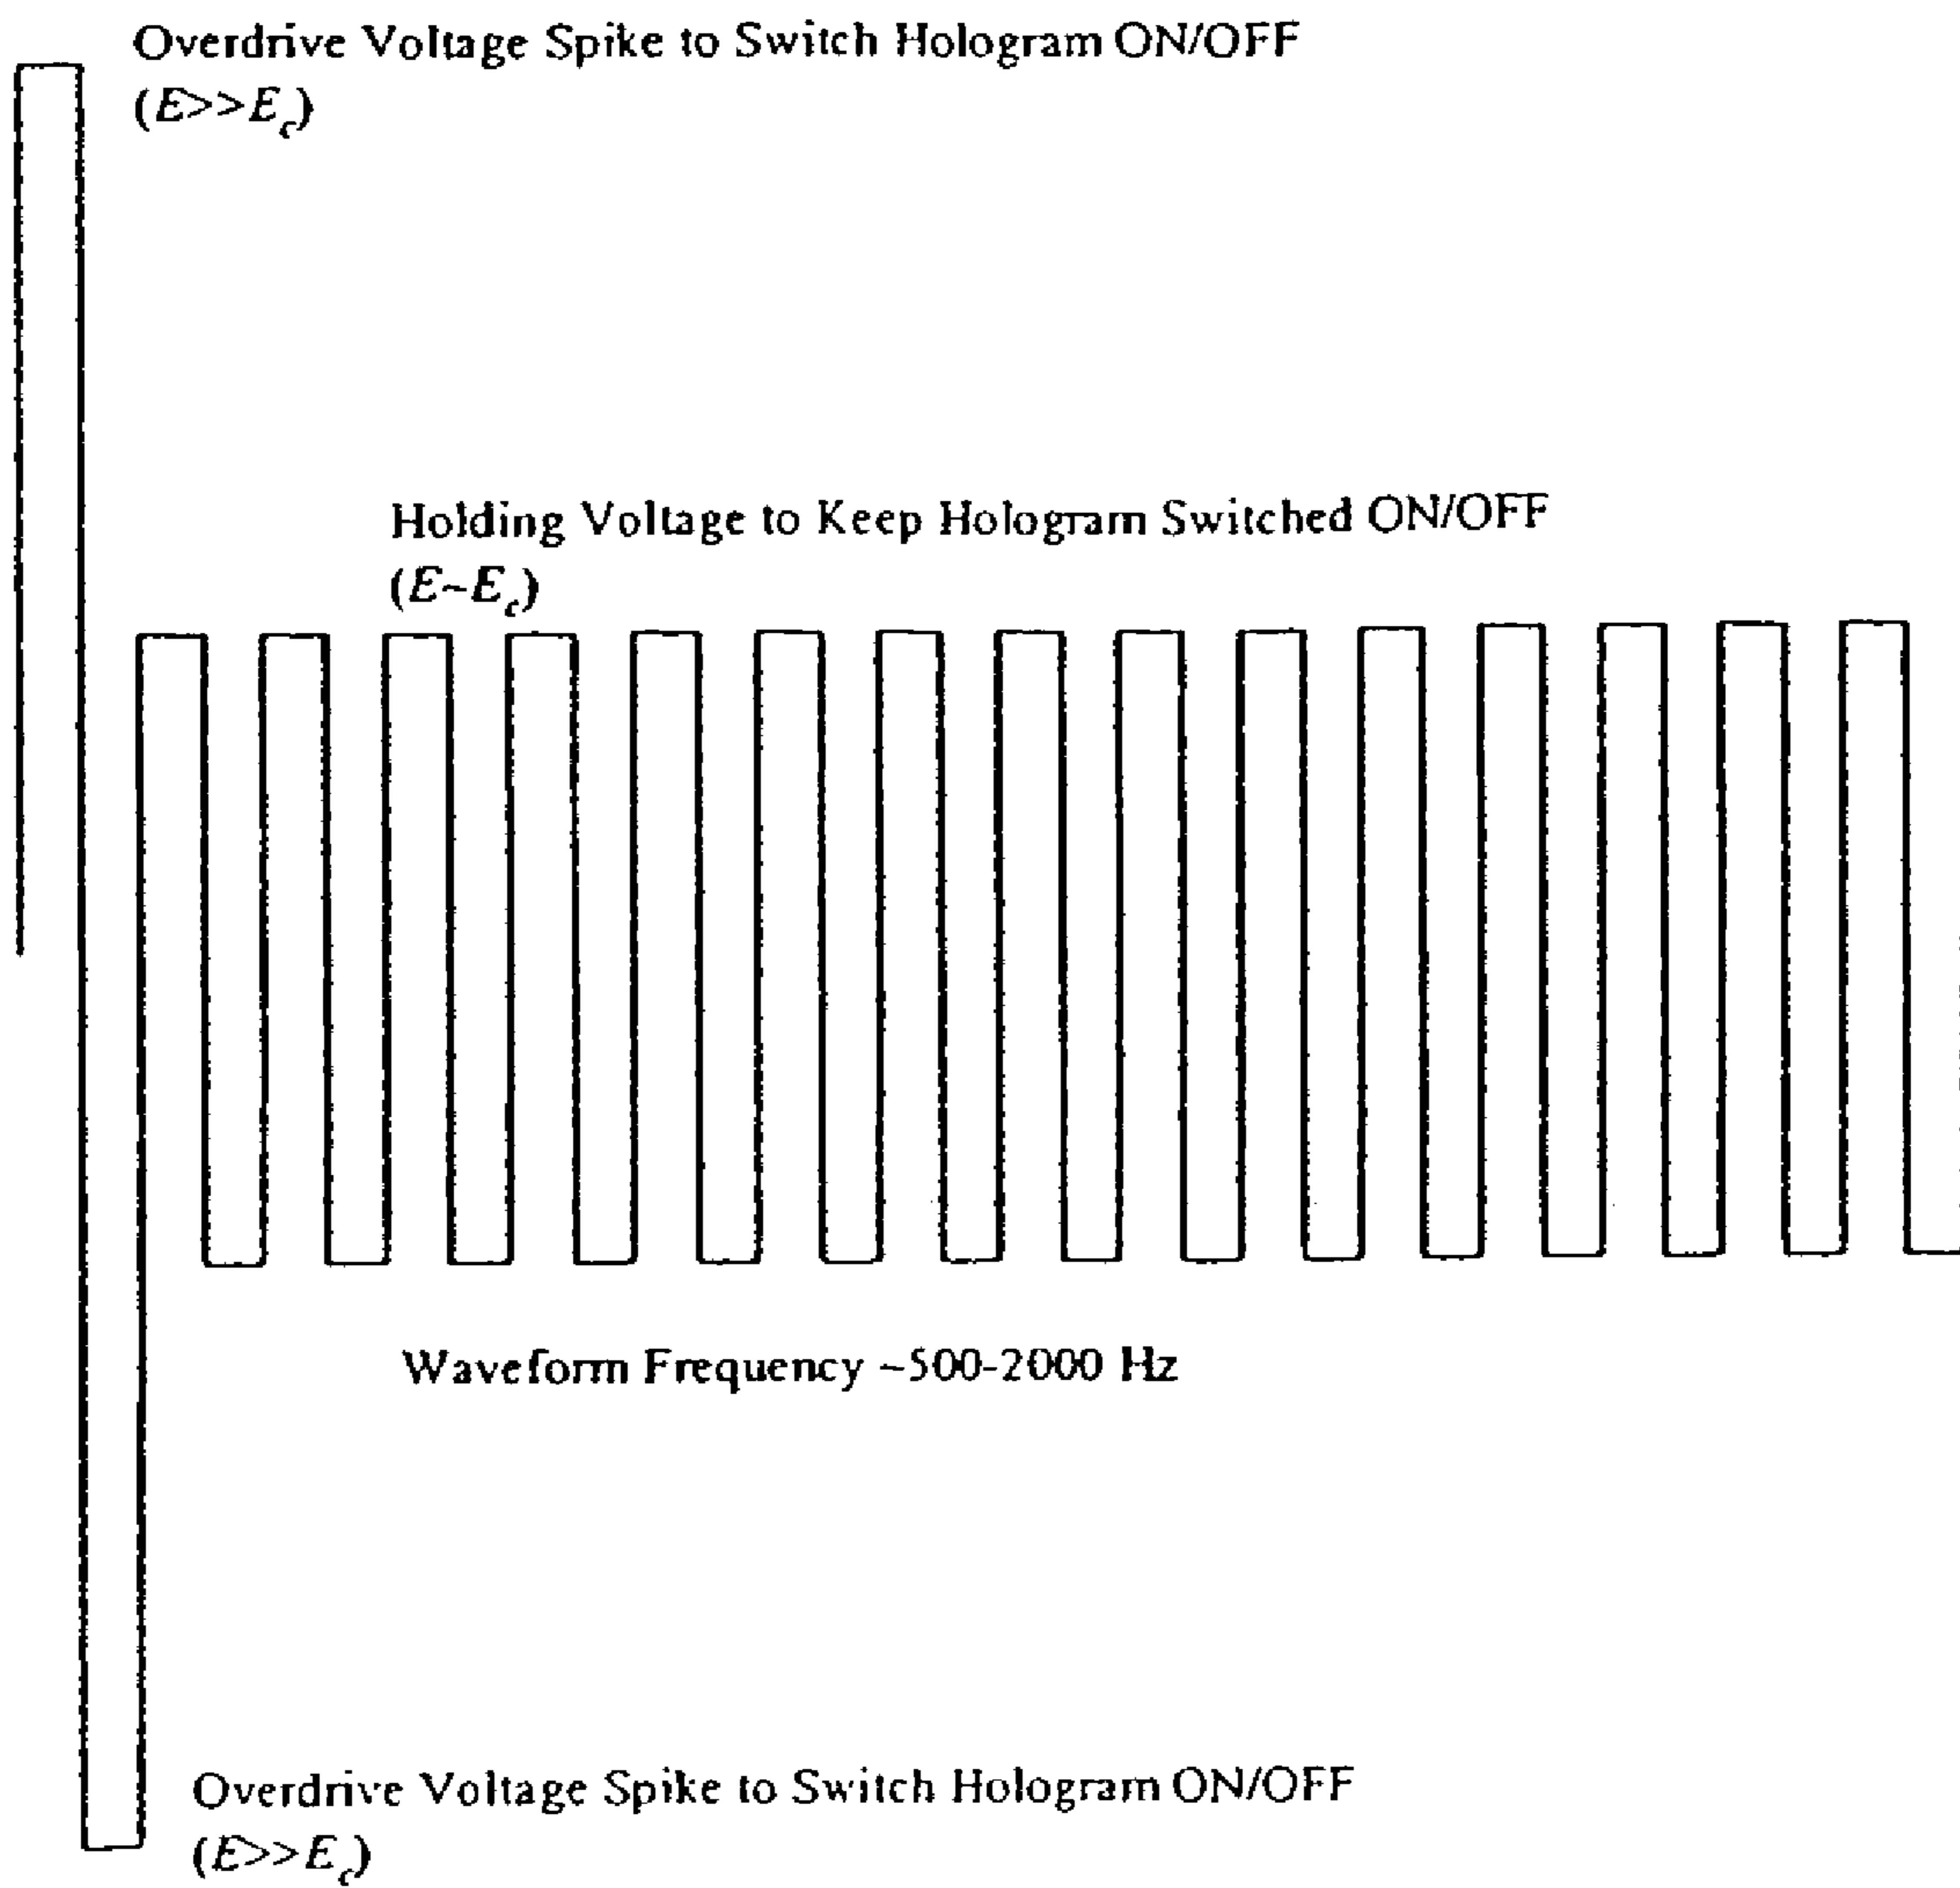 Overdrive Voltage Spike to Switch Hologram ON/OFF
(E>>Ec)
Holding Voltage to Keep Hologram Switched ON/OFF
(E~Ec)
Waveform Frequency ~500-2000 Hz
Overdrive Voltage Spike to Switch Hologram ON/OFF
(E>>Ec)